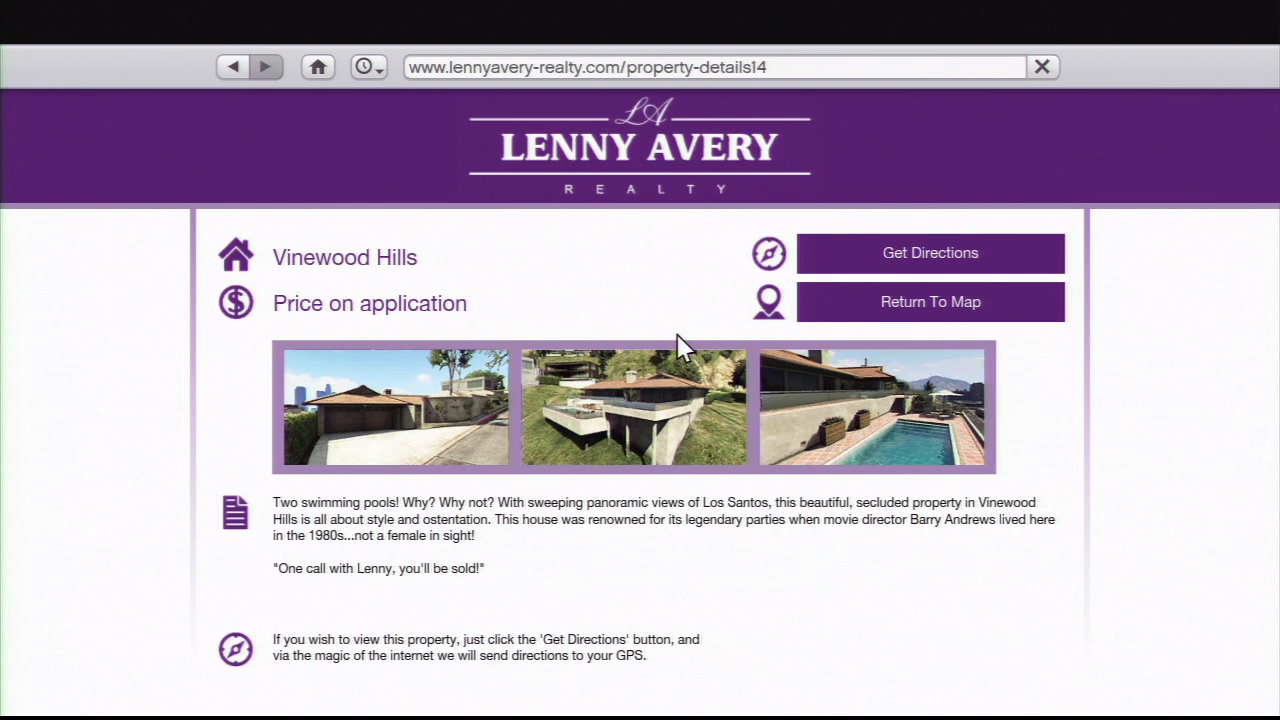 www.lennyavery-realty.com/property-details14
LA
LENNY AVERY
REALTY
Vinewood Hills
Get Directions
Price on application
Return To Map
Two swimming pools! Why? Why not? With sweeping panoramic views of Los Santos, this beautiful, secluded property in Vinewood
Hills is all about style and ostentation. This house was renowned for its legendary parties when movie director Barry Andrews lived here
in the 1980s...not a female in sight!
"One call with Lenny, you'll be sold!"
If you wish to view this property, just click the 'Get Directions' button, and
via the magic of the internet we will send directions to your GPS.